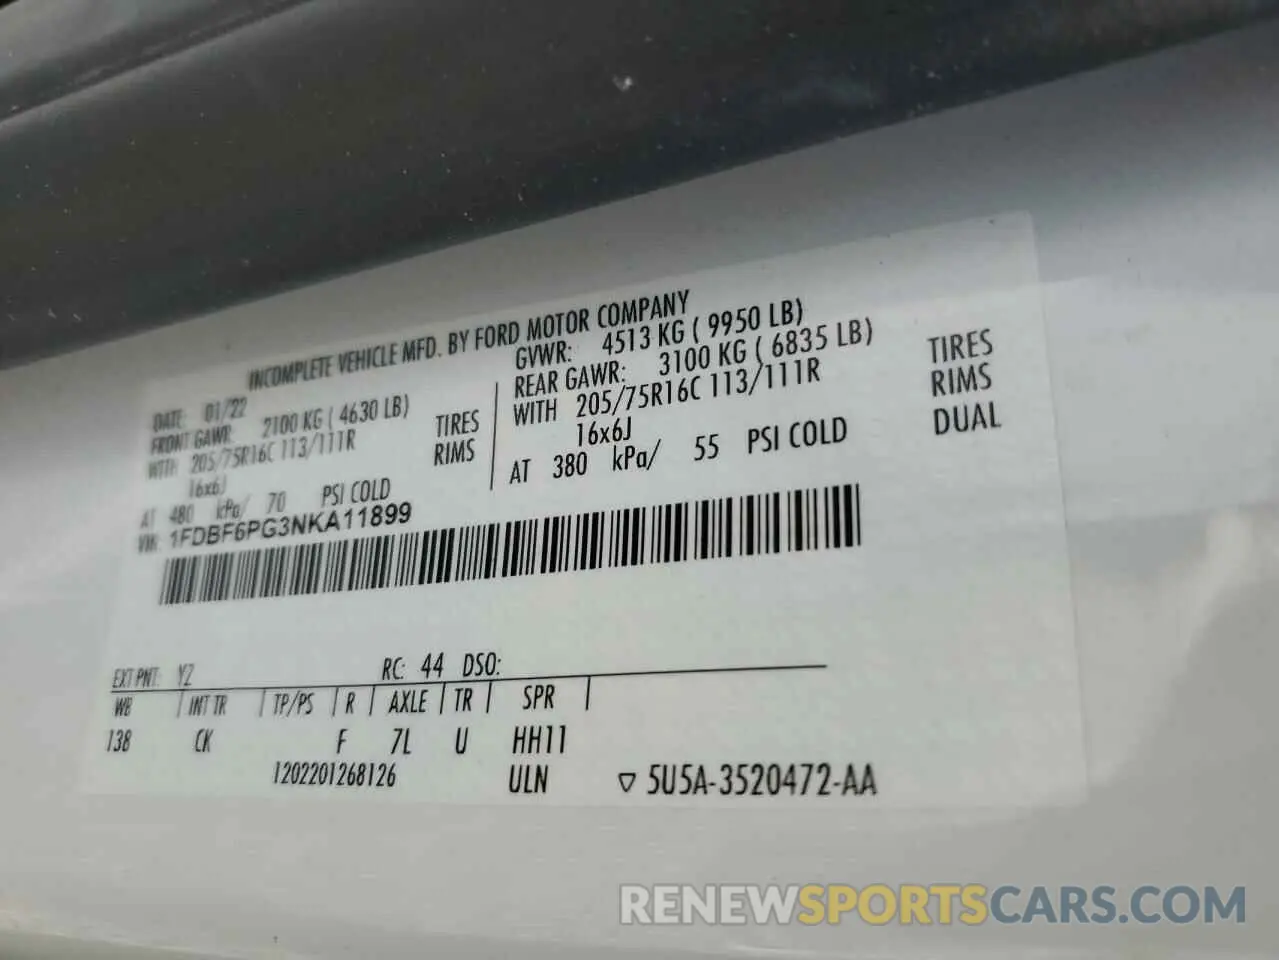 INCOMPLETE VEHICLE MFD. BY FORD MOTOR COMPANY
DATE: 01/22
GVWR: 4513 KG ( 9950 LB)
FRONT GAWR: 2100 KG ( 4630 LB)
WITH 205/75R16C 113/111R TIRES
16x6J RIMS
AT 480 kPa/ 70 PSI COLD
REAR GAWR: 3100 KG ( 6835 LB)
WITH 205/75R16C 113/111R TIRES
16x6J RIMS
AT 380 kPa/ 55 PSI COLD DUAL
VIN: 1FDBF6PG3NKA11899
EXT PNT: YZ RC: 44 DSO:
WB INT TR TP/PS R AXLE TR SPR
138 CK F 7L U HH11
1202201268126 ULN ▽ 5U5A-3520472-AA
RENEWSPORTSCARS.COM